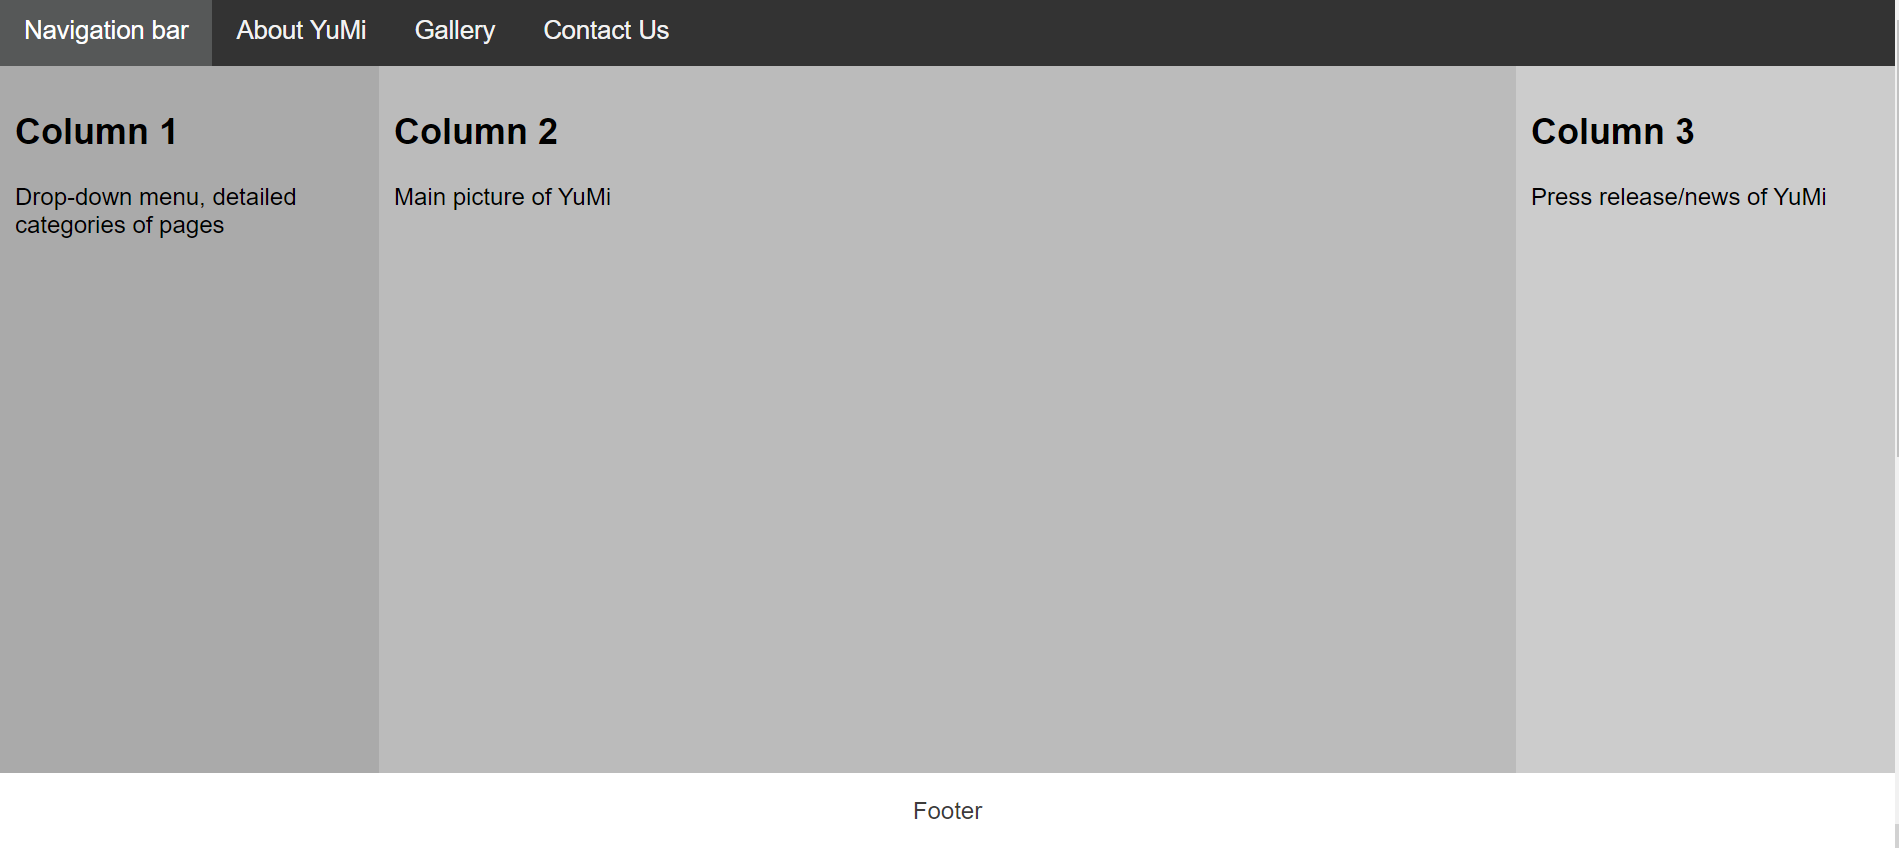 Navigation bar About YuMi Gallery Contact Us
Column 1
Drop-down menu, detailed
categories of pages
Column 2
Main picture of YuMi
Column 3
Press release/news of YuMi
Footer